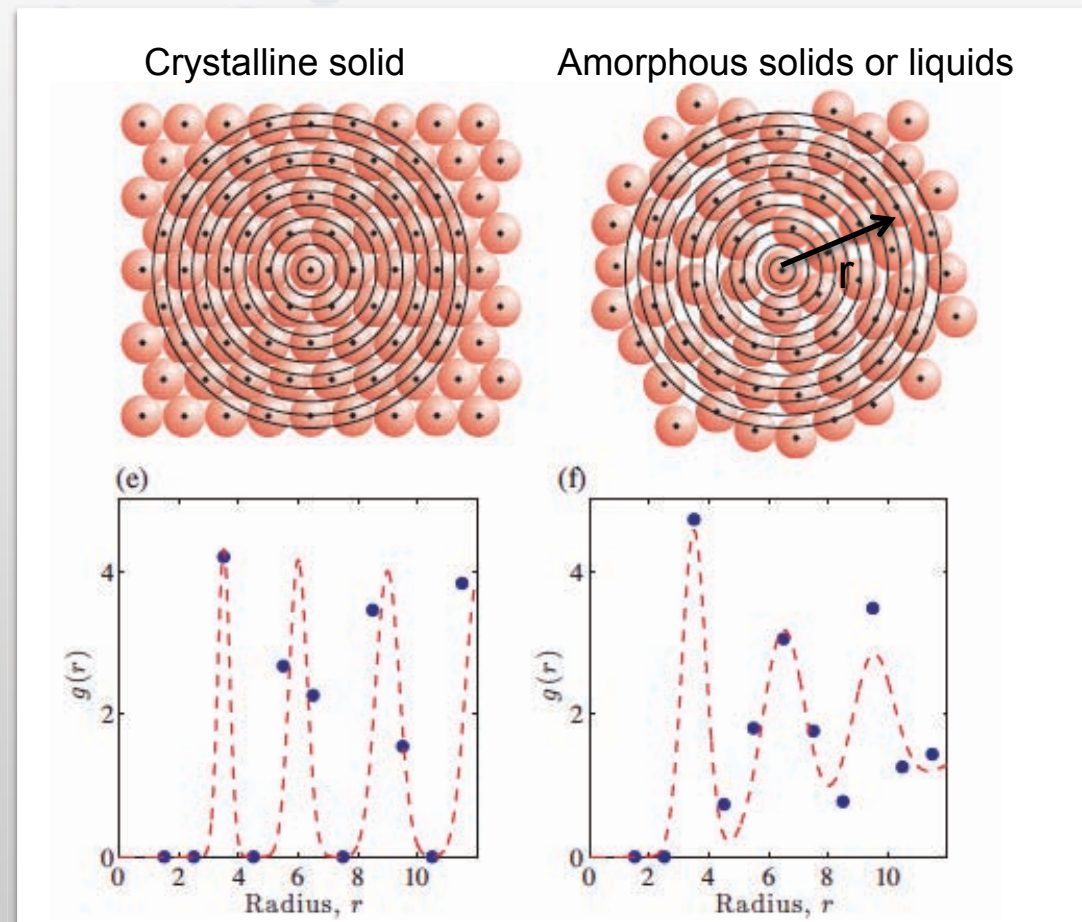 Crystalline solid
Amorphous solids or liquids
r
(e)
(f)
4
2
0
g(r)
0 2 4 6 8 10
Radius, r
4
2
0
g(r)
0 2 4 6 8 10
Radius, r